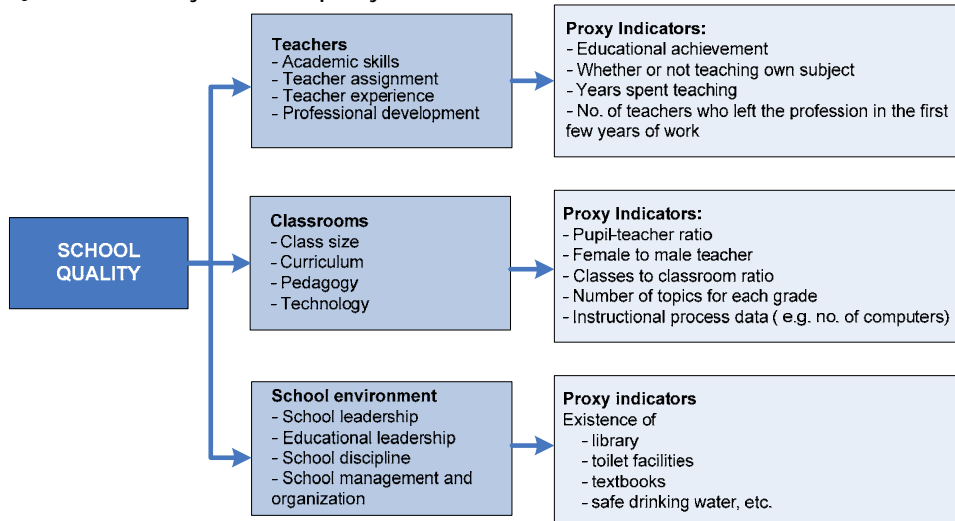 SCHOOL
QUALITY
Teachers
- Academic skills
- Teacher assignment
- Teacher experience
- Professional development
Proxy Indicators:
- Educational achievement
- Whether or not teaching own subject
- Years spent teaching
- No. of teachers who left the profession in the first
few years of work
Classrooms
- Class size
- Curriculum
- Pedagogy
- Technology
Proxy Indicators:
- Pupil-teacher ratio
- Female to male teacher
- Classes to classroom ratio
- Number of topics for each grade
- Instructional process data ( e.g. no. of computers)
School environment
- School leadership
- Educational leadership
- School discipline
- School management and
organization
Proxy indicators
Existence of
- library
- toilet facilities
- textbooks
- safe drinking water, etc.